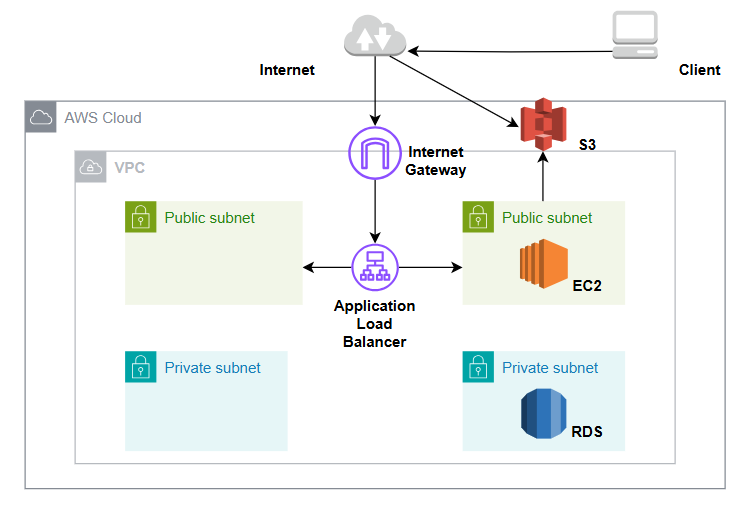 Internet
Client
AWS Cloud
S3
Internet
Gateway
VPC
Public subnet
Public subnet
EC2
Application
Load
Balancer
Private subnet
Private subnet
RDS